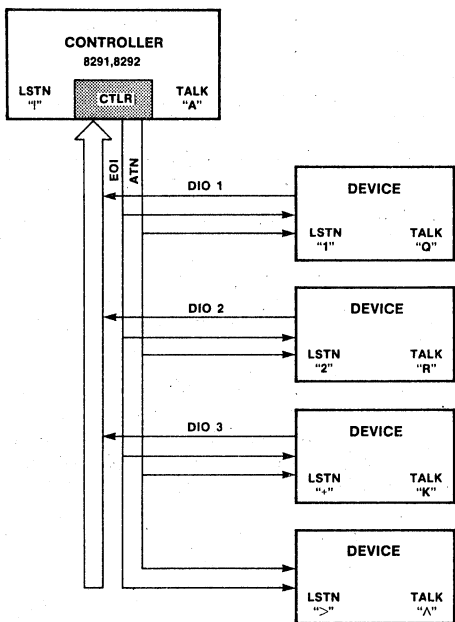 CONTROLLER
8291,8292
LSTN
"!"
CTLR
TALK
"A"
EOI
ATN
DIO 1
DEVICE
LSTN
"1"
TALK
"Q"
DIO 2
DEVICE
LSTN
"2"
TALK
"R"
DIO 3
DEVICE
LSTN
"+"
TALK
"K"
DEVICE
LSTN
">"
TALK
"^"